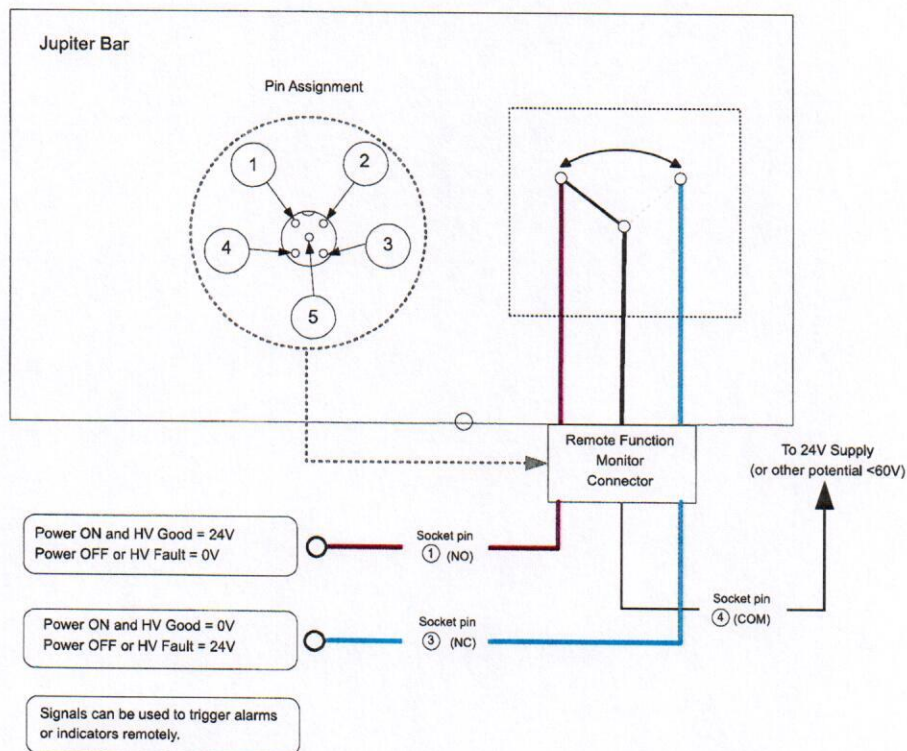 Jupiter Bar
Pin Assignment
1
2
4
3
5
Remote Function
Monitor
Connector
To 24V Supply
(or other potential <60V)
Power ON and HV Good = 24V
Power OFF or HV Fault = 0V
Socket pin
1 (NO)
Socket pin
4 (COM)
Power ON and HV Good = 0V
Power OFF or HV Fault = 24V
Socket pin
3 (NC)
Signals can be used to trigger alarms
or indicators remotely.